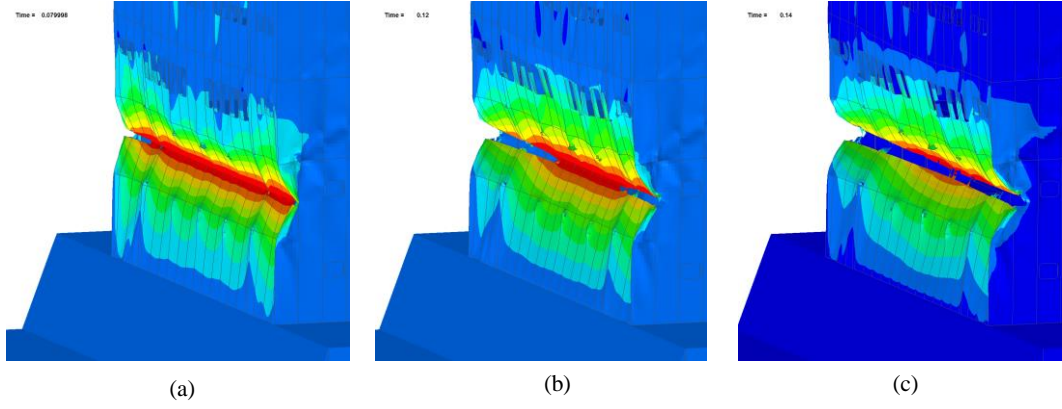 Time = 0.079998
Time = 0.12
Time = 0.14
(a)
(b)
(c)